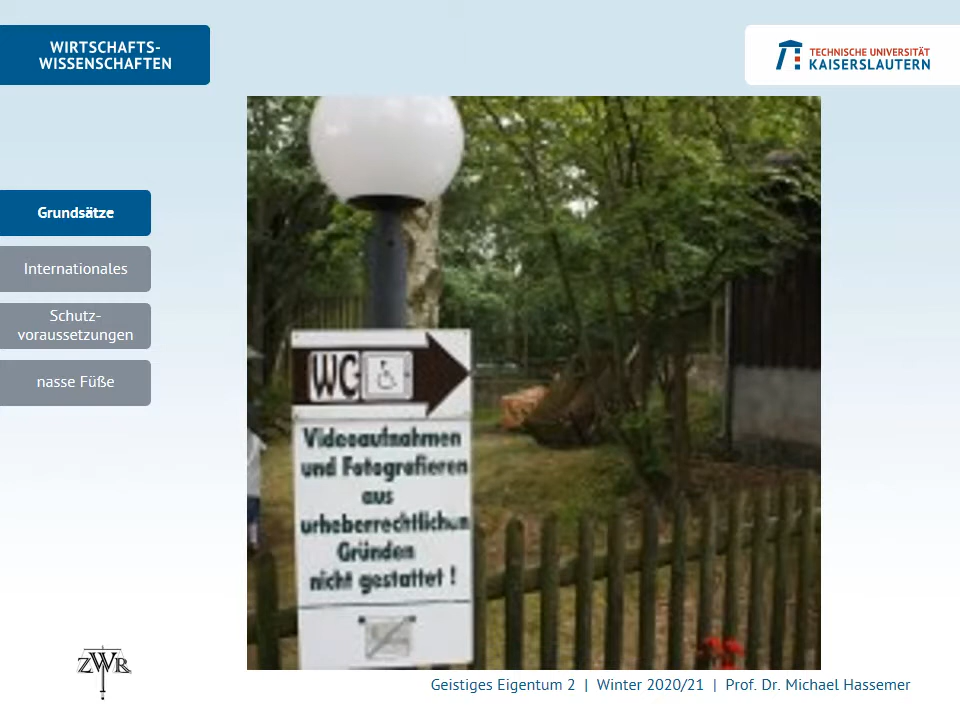 WIRTSCHAFTS-
WISSENSCHAFTEN
TECHNISCHE UNIVERSITÄT
KAISERSLAUTERN
Grundsätze
Internationales
Schutz-
voraussetzungen
nasse Füße
WC
Videoaufnahmen
und Fotografieren
aus
urheberrechtlichen
Gründen
nicht gestattet !
ZWR
Geistiges Eigentum 2 | Winter 2020/21 | Prof. Dr. Michael Hassemer